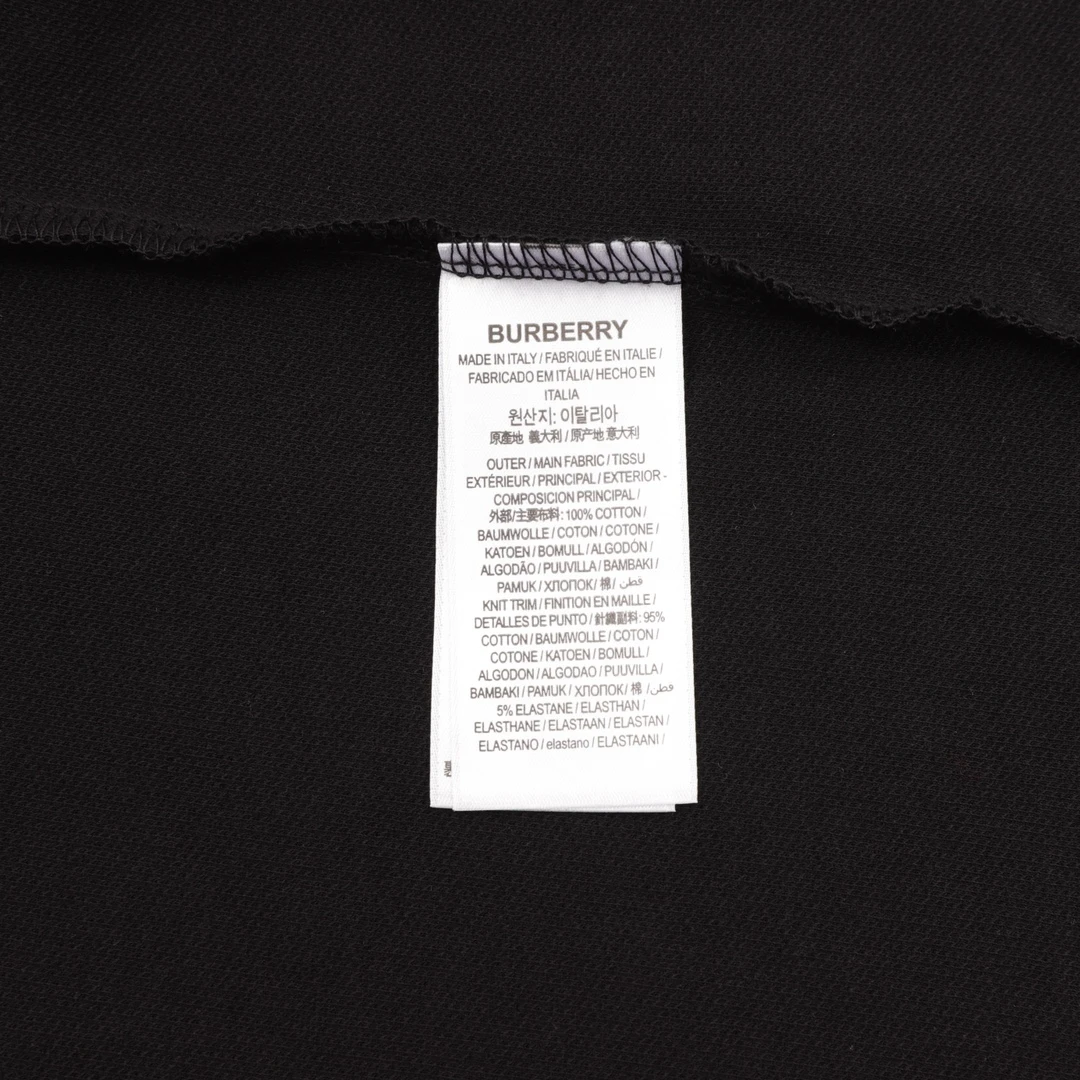 BURBERRY
MADE IN ITALY / FABRIQUÉ EN ITALIE /
FABRICADO EM ITÁLIA/ HECHO EN
ITALIA
원산지: 이탈리아
原產地 義大利 / 原产地 意大利
OUTER / MAIN FABRIC / TISSU
EXTÉRIEUR / PRINCIPAL / EXTERIOR -
COMPOSICION PRINCIPAL /
外部/主要布料: 100% COTTON /
BAUMWOLLE / COTON / COTONE /
KATOEN / BOMULL / ALGODÓN /
ALGODÃO / PUUVILLA / BAMBAKI /
PAMUK / ХЛОПОК/ 棉 / قطن
KNIT TRIM / FINITION EN MAILLE /
DETALLES DE PUNTO / 針織副料: 95%
COTTON / BAUMWOLLE / COTON /
COTONE / KATOEN / BOMULL /
ALGODON / ALGODAO / PUUVILLA /
BAMBAKI / PAMUK / ХЛОПОК/ 棉 / قطن
5% ELASTANE / ELASTHAN /
ELASTHANE / ELASTAAN / ELASTAN /
ELASTANO / elastano / ELASTAANI /